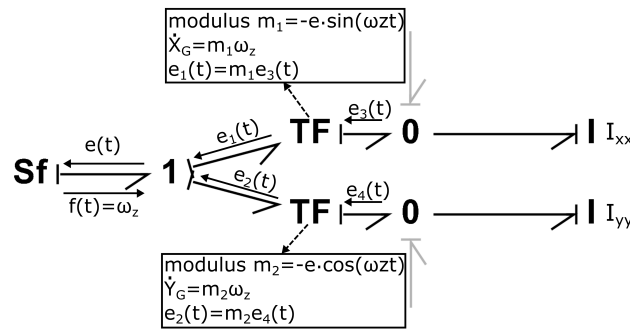 modulus m₁=-e·sin(ωzt)
Ẋ_G=m₁ω_z
e₁(t)=m₁e₃(t)
e₁(t) TF e₃(t) 0 I I_xx
Sf e(t) f(t)=ω_z 1
e₂(t) TF e₄(t) 0 I I_yy
modulus m₂=-e·cos(ωzt)
Ẏ_G=m₂ω_z
e₂(t)=m₂e₄(t)